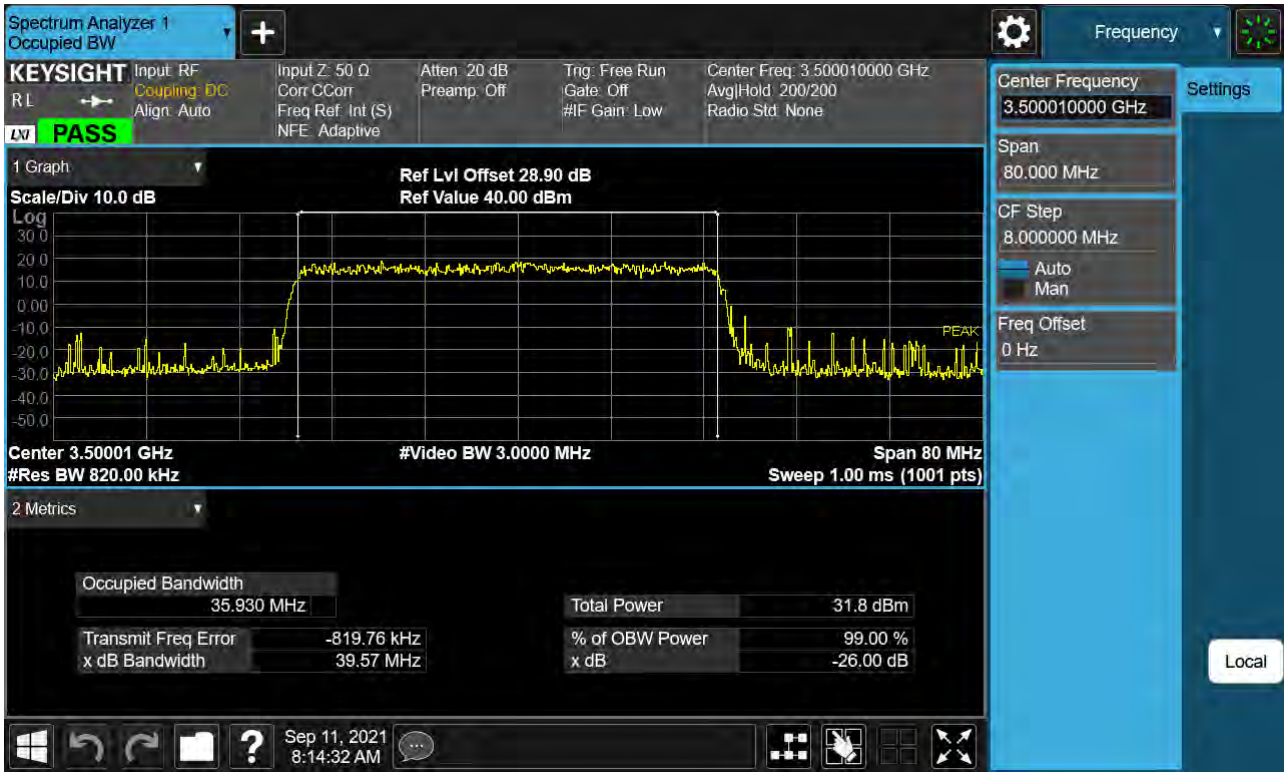 Spectrum Analyzer 1
Occupied BW
Frequency
KEYSIGHT
RL
LXI
PASS
Input: RF
Coupling: DC
Align: Auto
Input Z: 50 Ω
Corr CCorr
Freq Ref: Int (S)
NFE: Adaptive
Atten: 20 dB
Preamp: Off
Trig: Free Run
Gate: Off
#IF Gain: Low
Center Freq: 3.500010000 GHz
Avg|Hold: 200/200
Radio Std: None
Center Frequency
3.500010000 GHz
Settings
Span
80.000 MHz
CF Step
8.000000 MHz
Auto
Man
Freq Offset
0 Hz
Local
1 Graph
Scale/Div 10.0 dB
Ref Lvl Offset 28.90 dB
Ref Value 40.00 dBm
Log
30.0
20.0
10.0
0.00
-10.0
-20.0
-30.0
-40.0
-50.0
PEAK
Center 3.50001 GHz
#Video BW 3.0000 MHz
Span 80 MHz
#Res BW 820.00 kHz
Sweep 1.00 ms (1001 pts)
2 Metrics
Occupied Bandwidth
35.930 MHz
Total Power 31.8 dBm
Transmit Freq Error -819.76 kHz
% of OBW Power 99.00 %
x dB Bandwidth 39.57 MHz
x dB -26.00 dB
?
Sep 11, 2021
8:14:32 AM